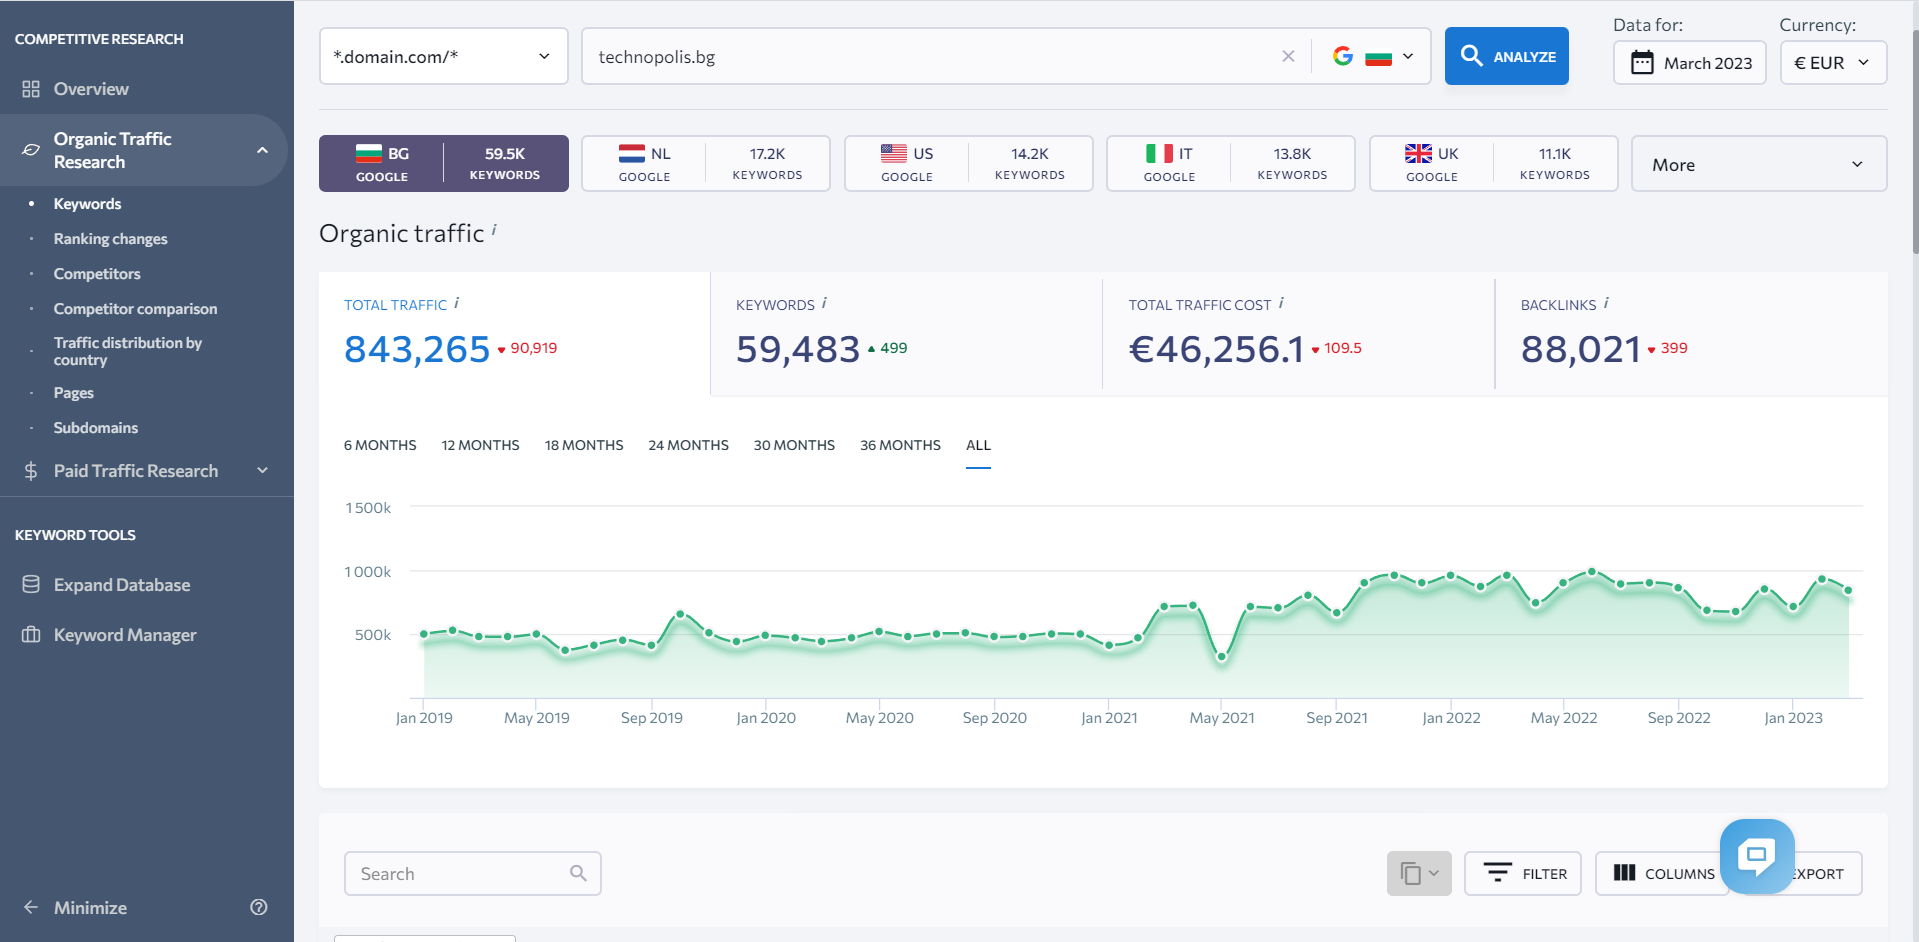 COMPETITIVE RESEARCH
Overview
Organic Traffic
Research
Keywords
Ranking changes
Competitors
Competitor comparison
Traffic distribution by
country
Pages
Subdomains
Paid Traffic Research
KEYWORD TOOLS
Expand Database
Keyword Manager
Minimize
*.domain.com/*
technopolis.bg
ANALYZE
Data for:
March 2023
Currency:
€ EUR
BG
GOOGLE
59.5K
KEYWORDS
NL
GOOGLE
17.2K
KEYWORDS
US
GOOGLE
14.2K
KEYWORDS
IT
GOOGLE
13.8K
KEYWORDS
UK
GOOGLE
11.1K
KEYWORDS
More
Organic traffic i
TOTAL TRAFFIC i
843,265 90,919
KEYWORDS i
59,483 499
TOTAL TRAFFIC COST i
€46,256.1 109.5
BACKLINKS i
88,021 399
6 MONTHS 12 MONTHS 18 MONTHS 24 MONTHS 30 MONTHS 36 MONTHS ALL
1 500k
1 000k
500k
Jan 2019 May 2019 Sep 2019 Jan 2020 May 2020 Sep 2020 Jan 2021 May 2021 Sep 2021 Jan 2022 May 2022 Sep 2022 Jan 2023
Search
FILTER
COLUMNS